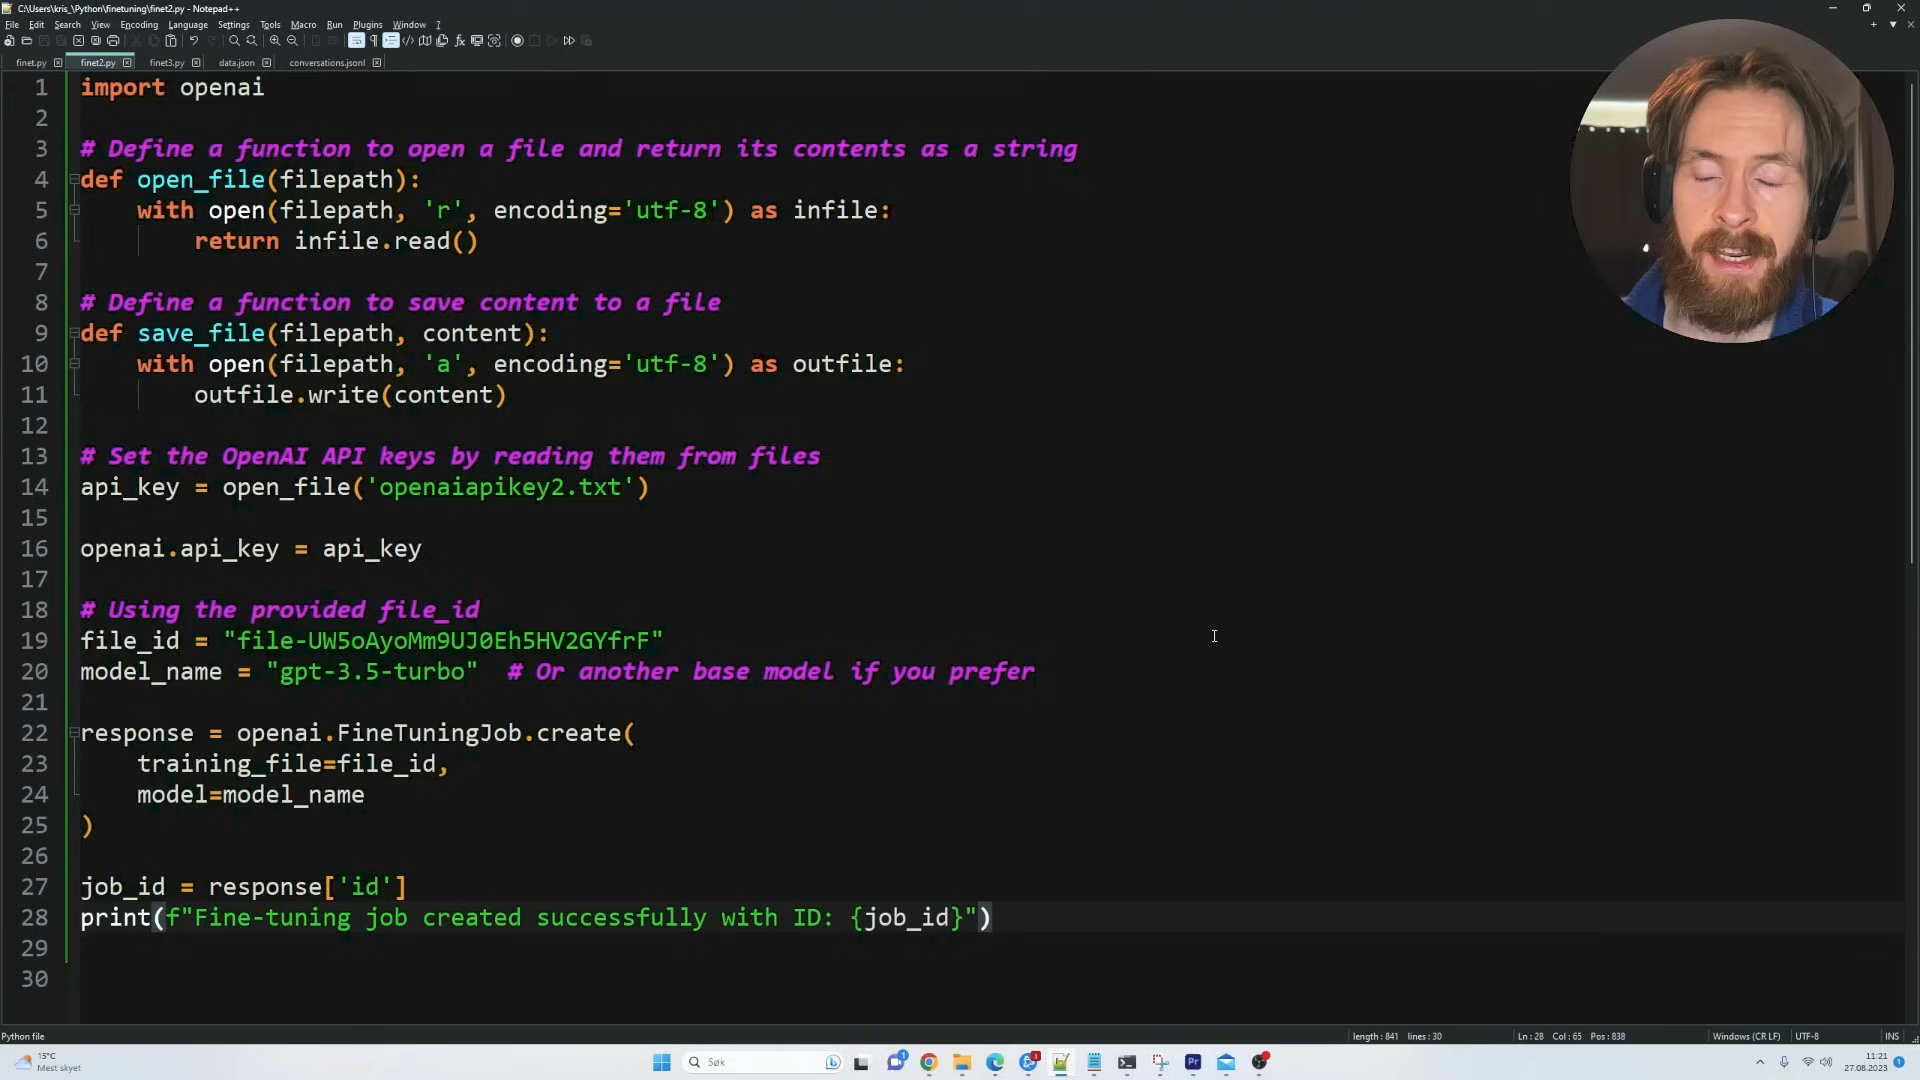 C:\Users\kris_\Python\finetuning\finet2.py - Notepad++
File Edit Search View Encoding Language Settings Tools Macro Run Plugins Window ?
finet.py finet2.py finet3.py data.json conversations.jsonl
1 import openai
2
3 # Define a function to open a file and return its contents as a string
4 def open_file(filepath):
5 with open(filepath, 'r', encoding='utf-8') as infile:
6 return infile.read()
7
8 # Define a function to save content to a file
9 def save_file(filepath, content):
10 with open(filepath, 'a', encoding='utf-8') as outfile:
11 outfile.write(content)
12
13 # Set the OpenAI API keys by reading them from files
14 api_key = open_file('openaiapikey2.txt')
15
16 openai.api_key = api_key
17
18 # Using the provided file_id
19 file_id = "file-UW5oAyoMm9UJ0Eh5HV2GYfrF"
20 model_name = "gpt-3.5-turbo" # Or another base model if you prefer
21
22 response = openai.FineTuningJob.create(
23 training_file=file_id,
24 model=model_name
25 )
26
27 job_id = response['id']
28 print(f"Fine-tuning job created successfully with ID: {job_id}")
29
30
Python file length : 841 lines : 30 Ln : 28 Col : 65 Pos : 838 Windows (CR LF) UTF-8 INS
15°C
Mest skyet
Søk
11:21
27.08.2023